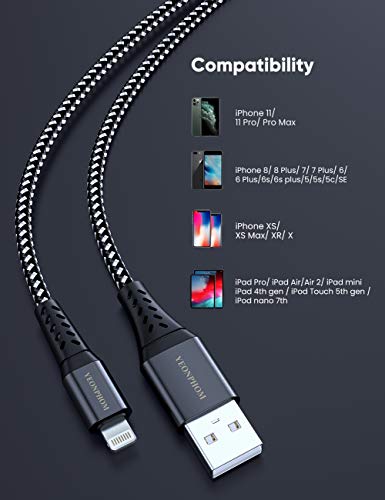 Compatibility
iPhone 11/
11 Pro/ Pro Max
iPhone 8/ 8 Plus/ 7/ 7 Plus/ 6/
6 Plus/6s/6s plus/5/5s/5c/SE
iPhone XS/
XS Max/ XR/ X
iPad Pro/ iPad Air/Air 2/ iPad mini
iPad 4th gen / iPod Touch 5th gen /
iPod nano 7th
YEONPHOM
YEONPHOM